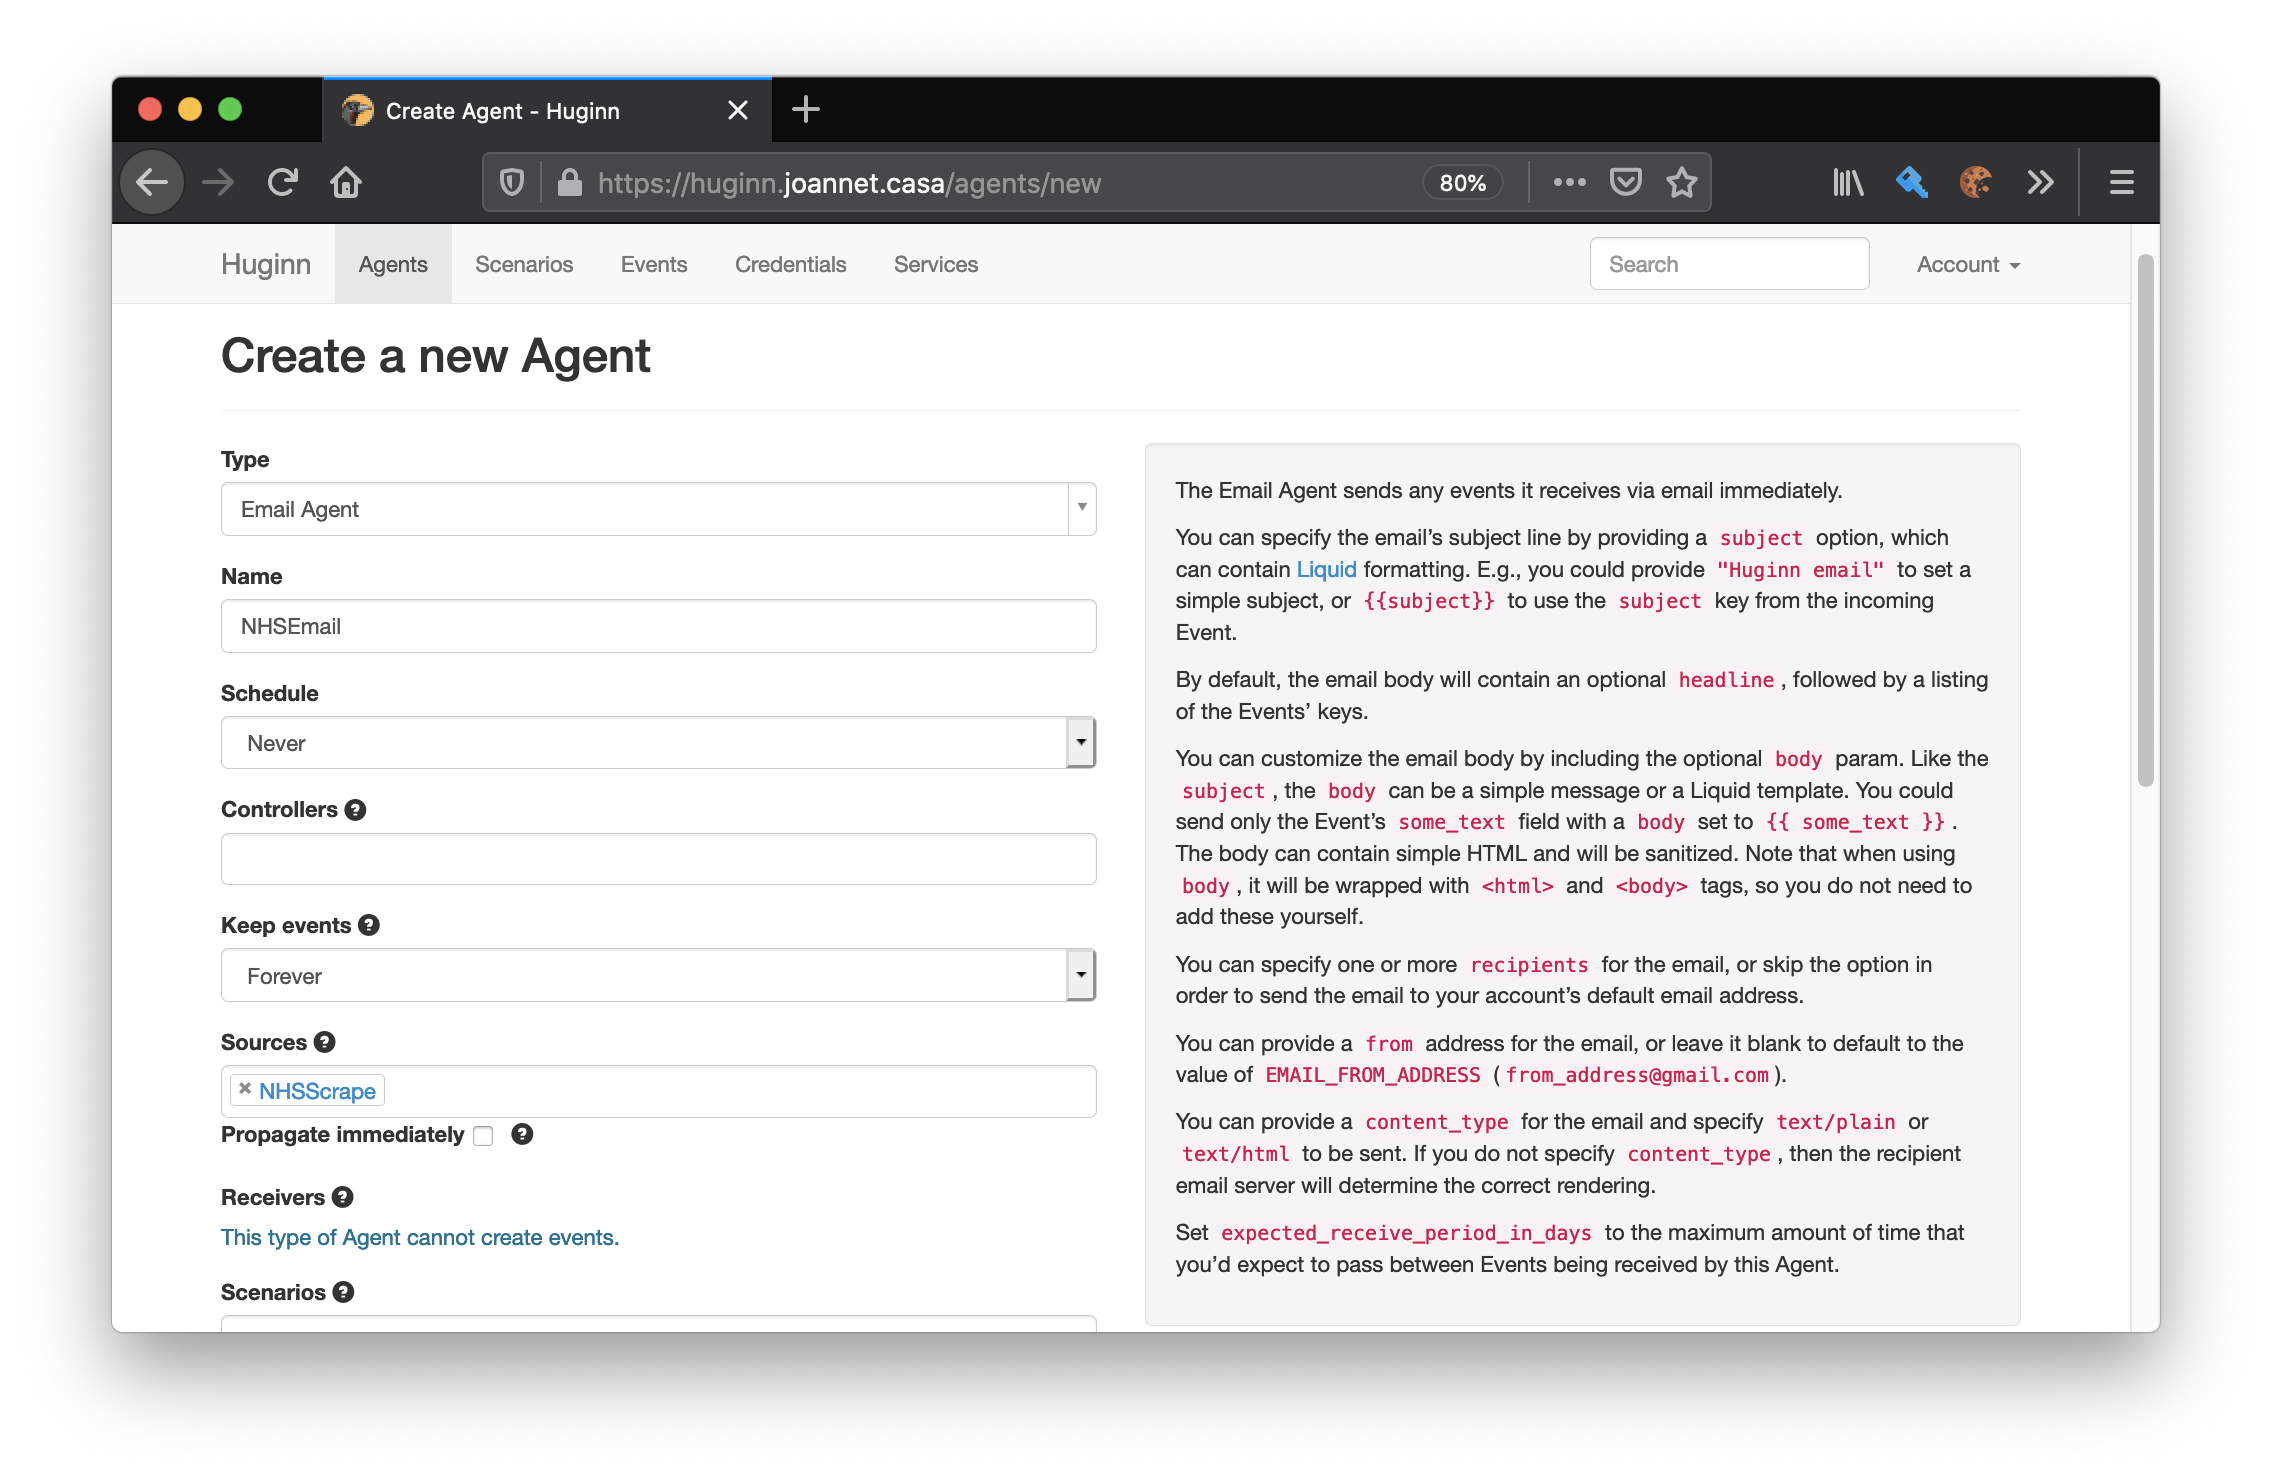 Create Agent - Huginn
https://huginn.joannet.casa/agents/new
80%
Huginn
Agents
Scenarios
Events
Credentials
Services
Search
Account
Create a new Agent
Type
Email Agent
Name
NHSEmail
Schedule
Never
Controllers
Keep events
Forever
Sources
NHSScrape
Propagate immediately
Receivers
This type of Agent cannot create events.
Scenarios
The Email Agent sends any events it receives via email immediately.
You can specify the email’s subject line by providing a subject option, which
can contain Liquid formatting. E.g., you could provide "Huginn email" to set a
simple subject, or {{subject}} to use the subject key from the incoming
Event.
By default, the email body will contain an optional headline, followed by a listing
of the Events’ keys.
You can customize the email body by including the optional body param. Like the
subject, the body can be a simple message or a Liquid template. You could
send only the Event’s some_text field with a body set to {{ some_text }}.
The body can contain simple HTML and will be sanitized. Note that when using
body, it will be wrapped with <html> and <body> tags, so you do not need to
add these yourself.
You can specify one or more recipients for the email, or skip the option in
order to send the email to your account’s default email address.
You can provide a from address for the email, or leave it blank to default to the
value of EMAIL_FROM_ADDRESS (from_address@gmail.com).
You can provide a content_type for the email and specify text/plain or
text/html to be sent. If you do not specify content_type, then the recipient
email server will determine the correct rendering.
Set expected_receive_period_in_days to the maximum amount of time that
you’d expect to pass between Events being received by this Agent.